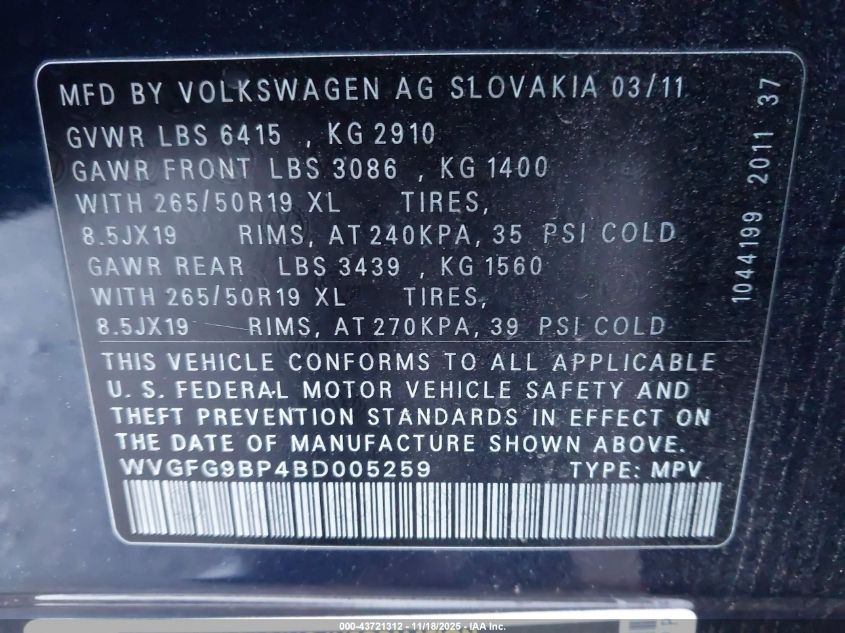 MFD BY VOLKSWAGEN AG SLOVAKIA 03/11
GVWR LBS 6415 , KG 2910
GAWR FRONT LBS 3086 , KG 1400
WITH 265/50R19 XL TIRES,
8.5JX19 RIMS, AT 240KPA, 35 PSI COLD
GAWR REAR LBS 3439 , KG 1560
WITH 265/50R19 XL TIRES,
8.5JX19 RIMS, AT 270KPA, 39 PSI COLD
THIS VEHICLE CONFORMS TO ALL APPLICABLE
U. S. FEDERAL MOTOR VEHICLE SAFETY AND
THEFT PREVENTION STANDARDS IN EFFECT ON
THE DATE OF MANUFACTURE SHOWN ABOVE.
WVGFG9BP4BD005259 TYPE: MPV
1044199 2011 37
000-43721312 - 11/18/2025 - IAA Inc.